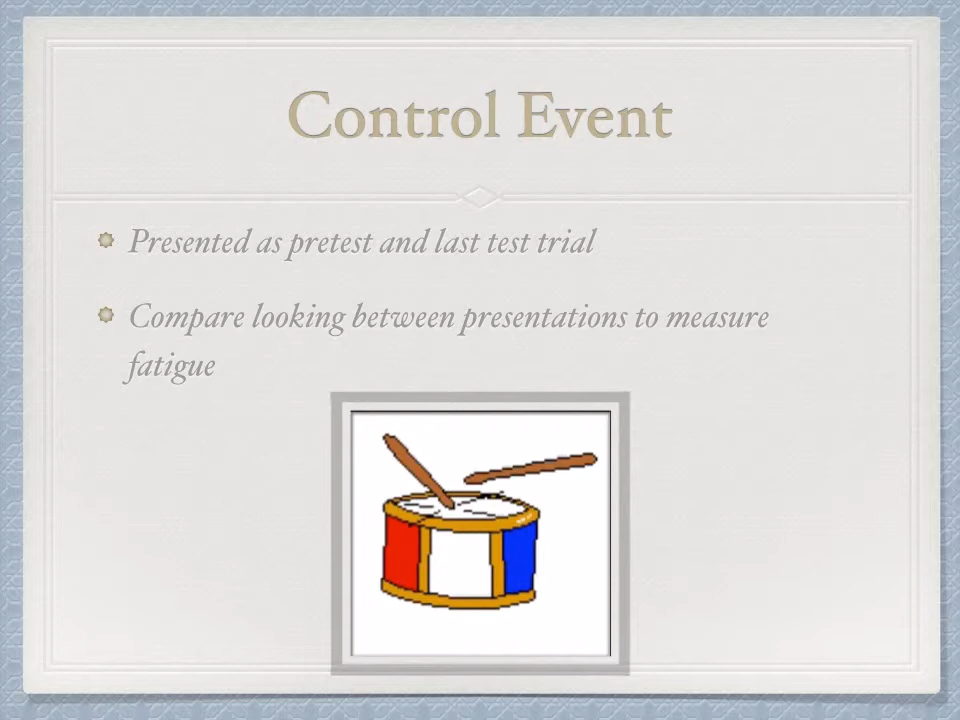 Control Event
Presented as pretest and last test trial
Compare looking between presentations to measure
fatigue